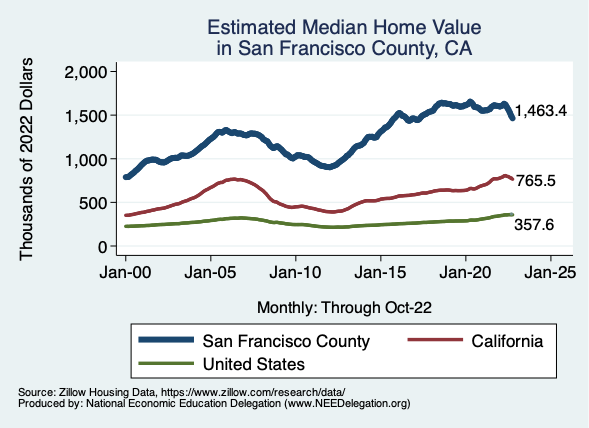 Estimated Median Home Value
in San Francisco County, CA
Thousands of 2022 Dollars
2,000
1,500
1,000
500
0
1,463.4
765.5
357.6
Jan-00 Jan-05 Jan-10 Jan-15 Jan-20 Jan-25
Monthly: Through Oct-22
San Francisco County California
United States
Source: Zillow Housing Data, https://www.zillow.com/research/data/
Produced by: National Economic Education Delegation (www.NEEDelegation.org)